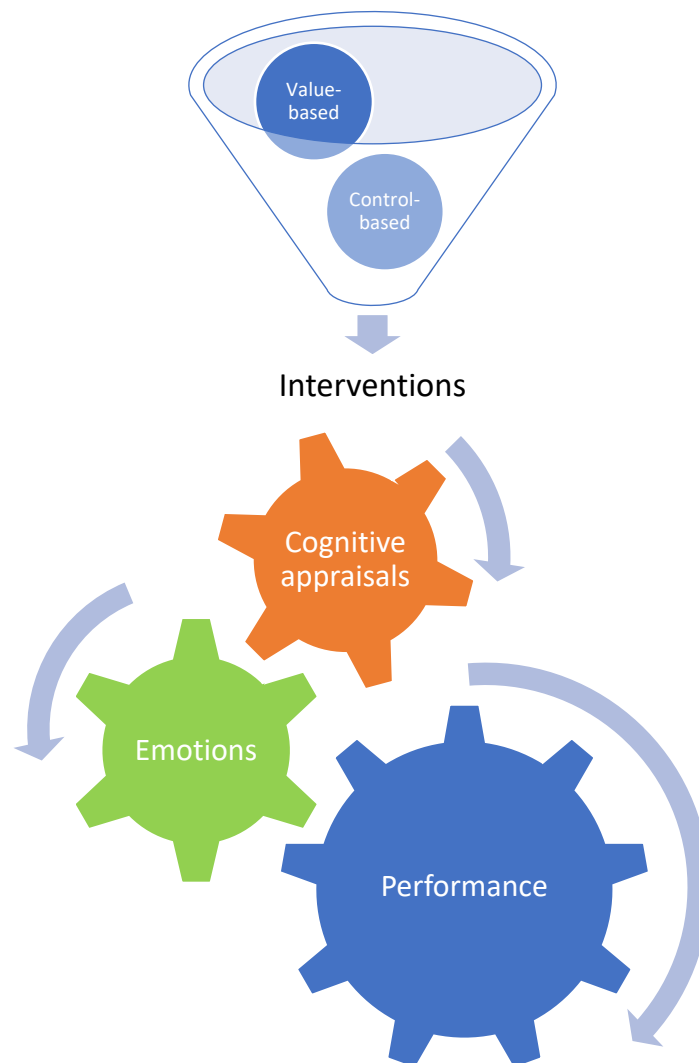 Value-
based
Control-
based
Interventions
Cognitive
appraisals
Emotions
Performance